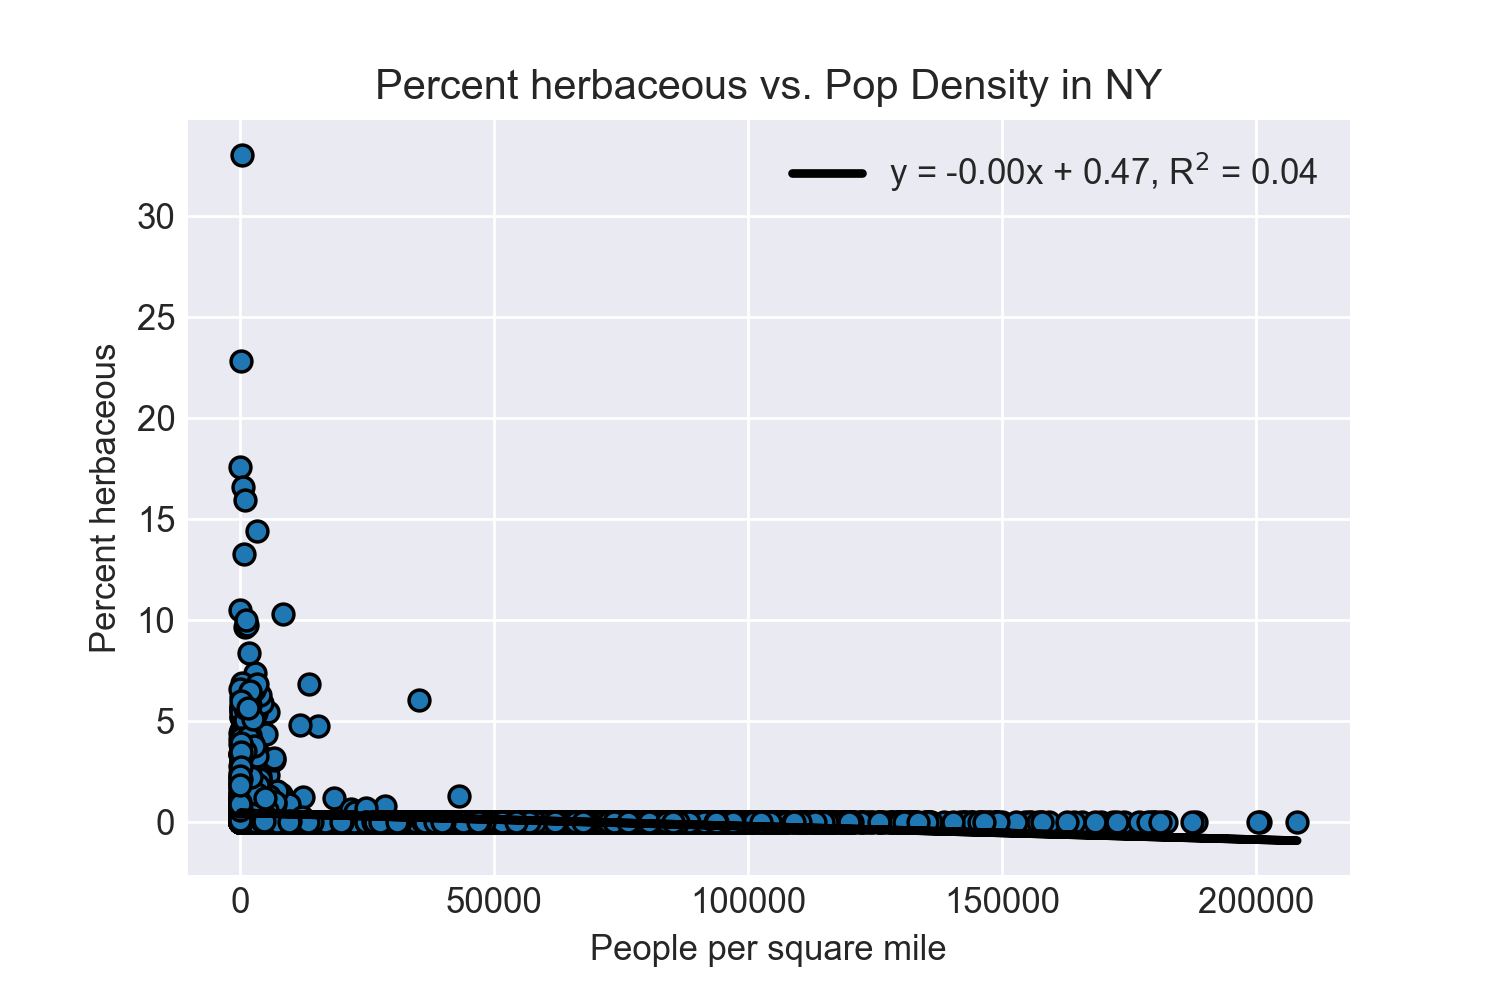 Percent herbaceous vs. Pop Density in NY
y = -0.00x + 0.47, R² = 0.04
30
25
20
15
10
5
0
Percent herbaceous
0 50000 100000 150000 200000
People per square mile